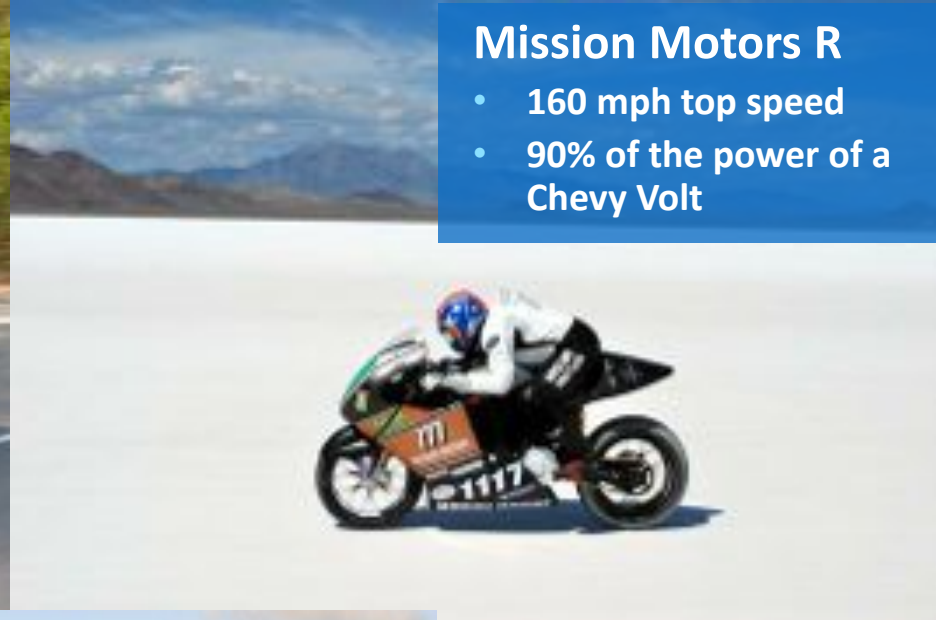 Mission Motors R
• 160 mph top speed
• 90% of the power of a
Chevy Volt
1117